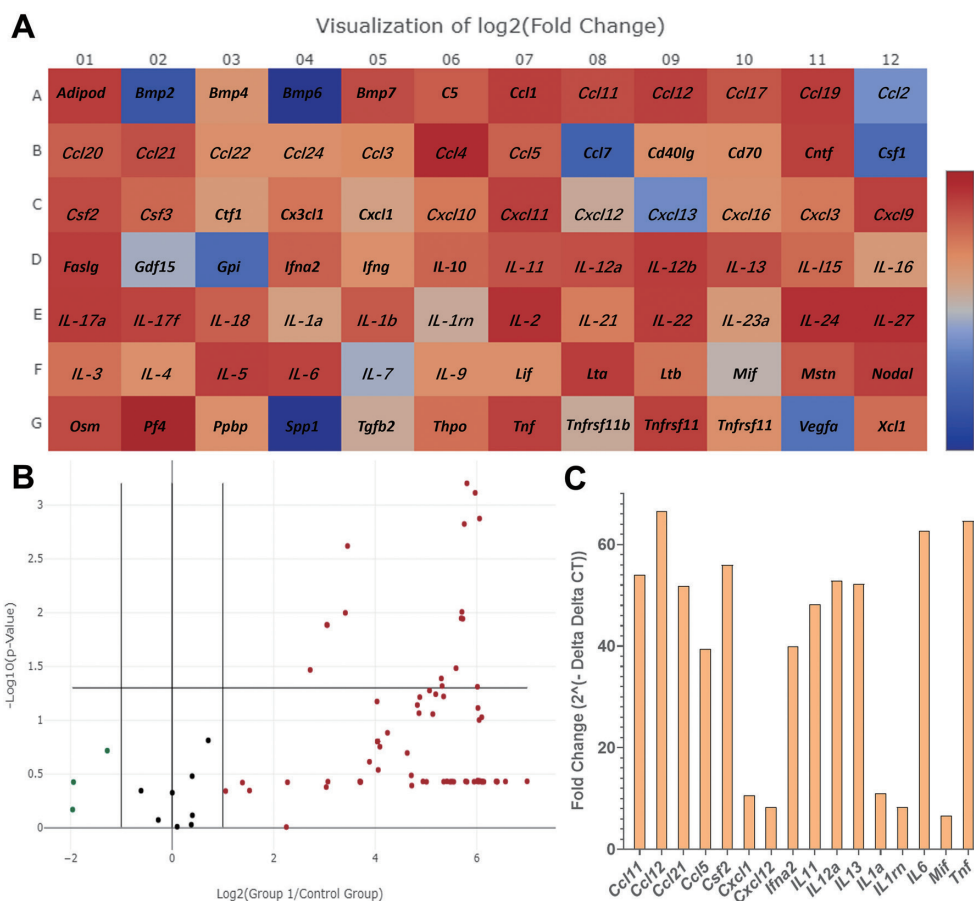 A
Visualization of log2(Fold Change)
01 02 03 04 05 06 07 08 09 10 11 12
A Adipod Bmp2 Bmp4 Bmp6 Bmp7 C5 Ccl1 Ccl11 Ccl12 Ccl17 Ccl19 Ccl2
B Ccl20 Ccl21 Ccl22 Ccl24 Ccl3 Ccl4 Ccl5 Ccl7 Cd40lg Cd70 Cntf Csf1
C Csf2 Csf3 Ctf1 Cx3cl1 Cxcl1 Cxcl10 Cxcl11 Cxcl12 Cxcl13 Cxcl16 Cxcl3 Cxcl9
D Faslg Gdf15 Gpi Ifna2 Ifng IL-10 IL-11 IL-12a IL-12b IL-13 IL-l15 IL-16
E IL-17a IL-17f IL-18 IL-1a IL-1b IL-1rn IL-2 IL-21 IL-22 IL-23a IL-24 IL-27
F IL-3 IL-4 IL-5 IL-6 IL-7 IL-9 Lif Lta Ltb Mif Mstn Nodal
G Osm Pf4 Ppbp Spp1 Tgfb2 Thpo Tnf Tnfrsf11b Tnfrsf11 Tnfrsf11 Vegfa Xcl1
B
-Log10(p-Value)
3
2.5
2
1.5
1
0.5
0
−2 0 2 4 6
Log2(Group 1/Control Group)
C
Fold Change (2^(- Delta Delta CT))
60
40
20
0
Ccl11 Ccl12 Ccl21 Ccl5 Csf2 Cxcl1 Cxcl12 Ifna2 IL11 IL12a IL13 IL1a IL1rn IL6 Mif Tnf